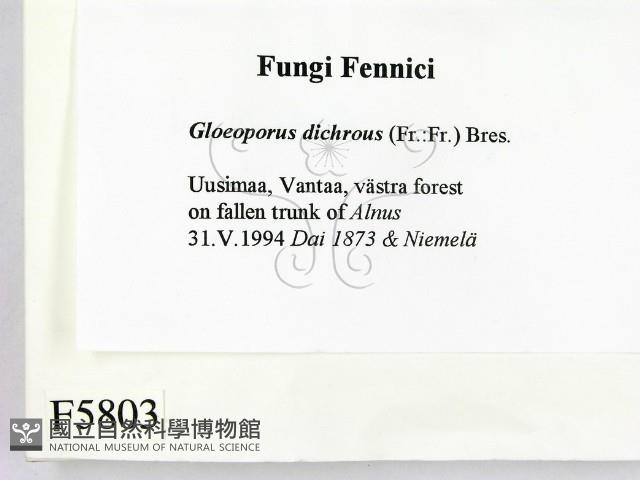 Fungi Fennici
Gloeoporus dichrous (Fr.:Fr.) Bres.
Uusimaa, Vantaa, västra forest
on fallen trunk of Alnus
31.V.1994 Dai 1873 & Niemelä
F5803
國立自然科學博物館
NATIONAL MUSEUM OF NATURAL SCIENCE